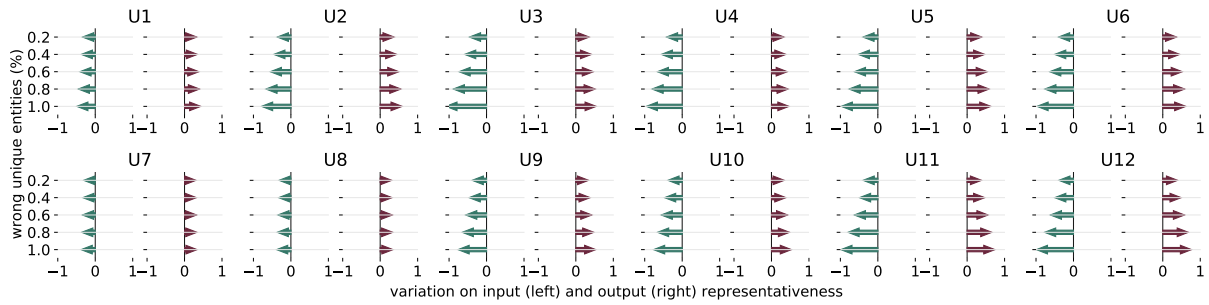 U1 U2 U3 U4 U5 U6
wrong unique entities (%)
0.2
0.4
0.6
0.8
1.0
−1 0 1 −1 0 1 −1 0 1 −1 0 1 −1 0 1 −1 0 1 −1 0 1 −1 0 1 −1 0 1 −1 0 1 −1 0 1 −1 0 1
U7 U8 U9 U10 U11 U12
0.2
0.4
0.6
0.8
1.0
−1 0 1 −1 0 1 −1 0 1 −1 0 1 −1 0 1 −1 0 1 −1 0 1 −1 0 1 −1 0 1 −1 0 1 −1 0 1 −1 0 1
variation on input (left) and output (right) representativeness